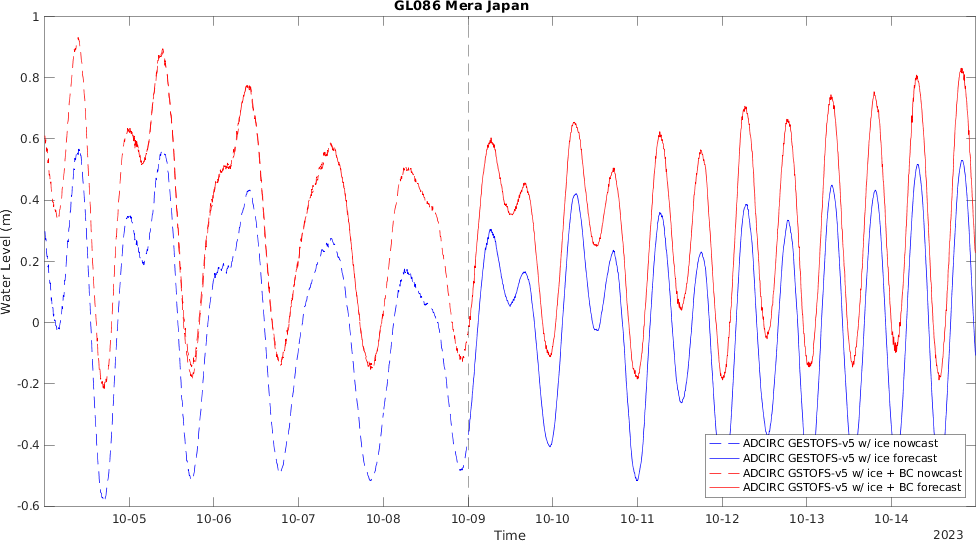 GL086 Mera Japan
1
0.8
0.6
0.4
0.2
0
-0.2
-0.4
-0.6
Water Level (m)
ADCIRC GESTOFS-v5 w/ ice nowcast
ADCIRC GESTOFS-v5 w/ ice forecast
ADCIRC GSTOFS-v5 w/ ice + BC nowcast
ADCIRC GSTOFS-v5 w/ ice + BC forecast
10-05 10-06 10-07 10-08 10-09 10-10 10-11 10-12 10-13 10-14
Time
2023